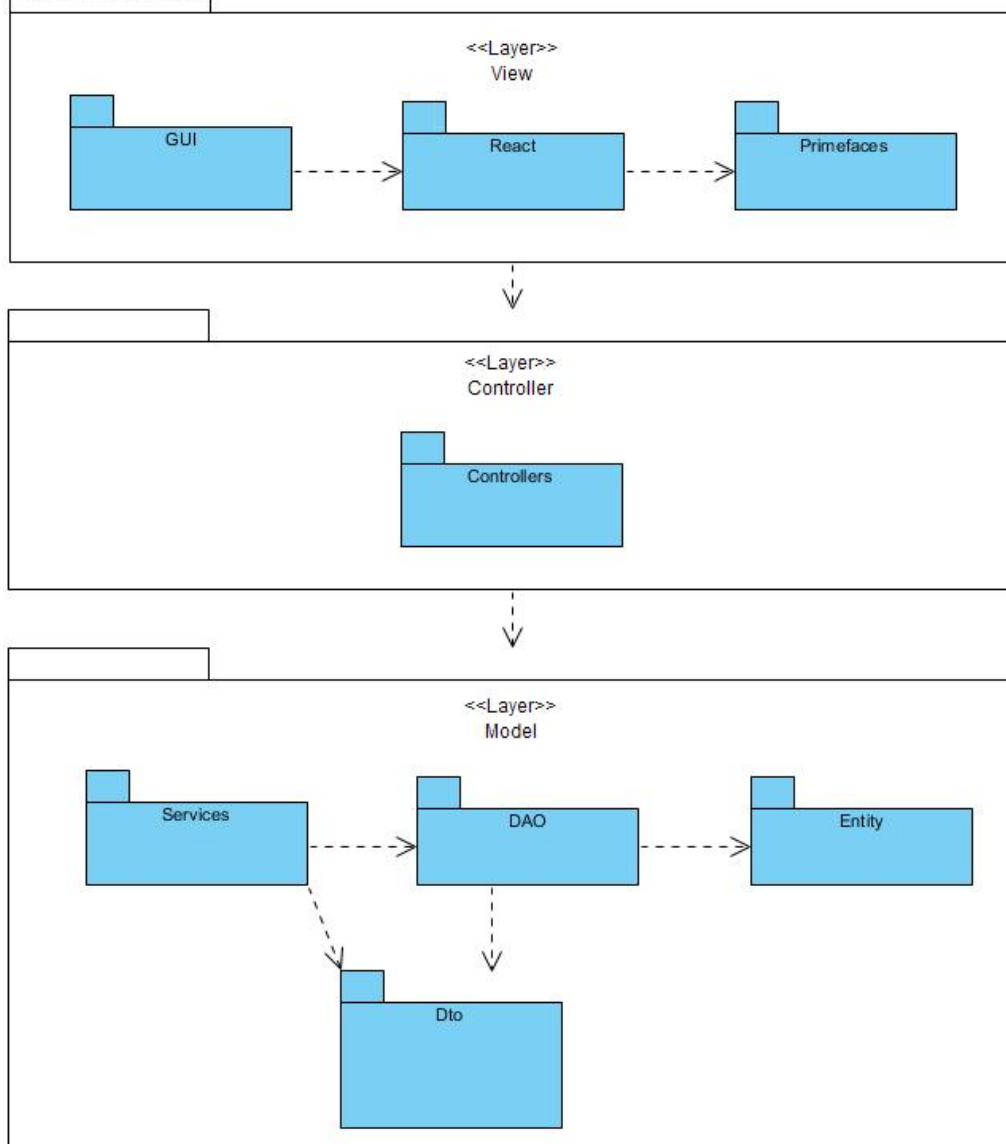 <<Layer>>
View
GUI
React
Primefaces
<<Layer>>
Controller
Controllers
<<Layer>>
Model
Services
DAO
Entity
Dto